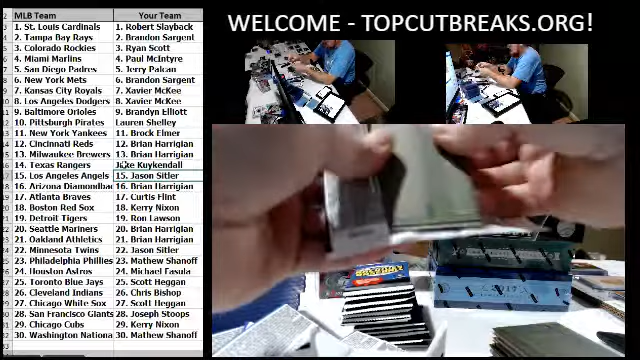 WELCOME - TOPCUTBREAKS.ORG!
MLB Team Your Team
1. St. Louis Cardinals 1. Robert Slayback
2. Tampa Bay Rays 2. Brandon Sargent
3. Colorado Rockies 3. Ryan Scott
4. Miami Marlins 4. Paul McIntyre
5. San Diego Padres 5. Jerry Palcan
6. New York Mets 6. Brandon Sargent
7. Kansas City Royals 7. Xavier McKee
8. Los Angeles Dodgers 8. Xavier McKee
9. Baltimore Orioles 9. Brandyn Elliott
10. Pittsburgh Pirates Lauren Shelley
11. New York Yankees 11. Brock Elmer
12. Cincinnati Reds 12. Brian Harrigian
13. Milwaukee Brewers 13. Brian Harrigian
14. Texas Rangers Jake Kuykendall
15. Los Angeles Angels 15. Jason Sitler
16. Arizona Diamondbac 16. Brian Harrigian
17. Atlanta Braves 17. Curtis Flint
18. Boston Red Sox 18. Kerry Nixon
19. Detroit Tigers 19. Ron Lawson
20. Seattle Mariners 20. Brian Harrigian
21. Oakland Athletics 21. Brian Harrigian
22. Minnesota Twins 22. Jason Sitler
23. Philadelphia Phillies 23. Mathew Shanoff
24. Houston Astros 24. Michael Fasula
25. Toronto Blue Jays 25. Scott Heggan
26. Cleveland Indians 26. Chris Bishop
27. Chicago White Sox 27. Scott Heggan
28. San Francisco Giants 28. Joseph Stoops
29. Chicago Cubs 29. Kerry Nixon
30. Washington Nationa 30. Mathew Shanoff